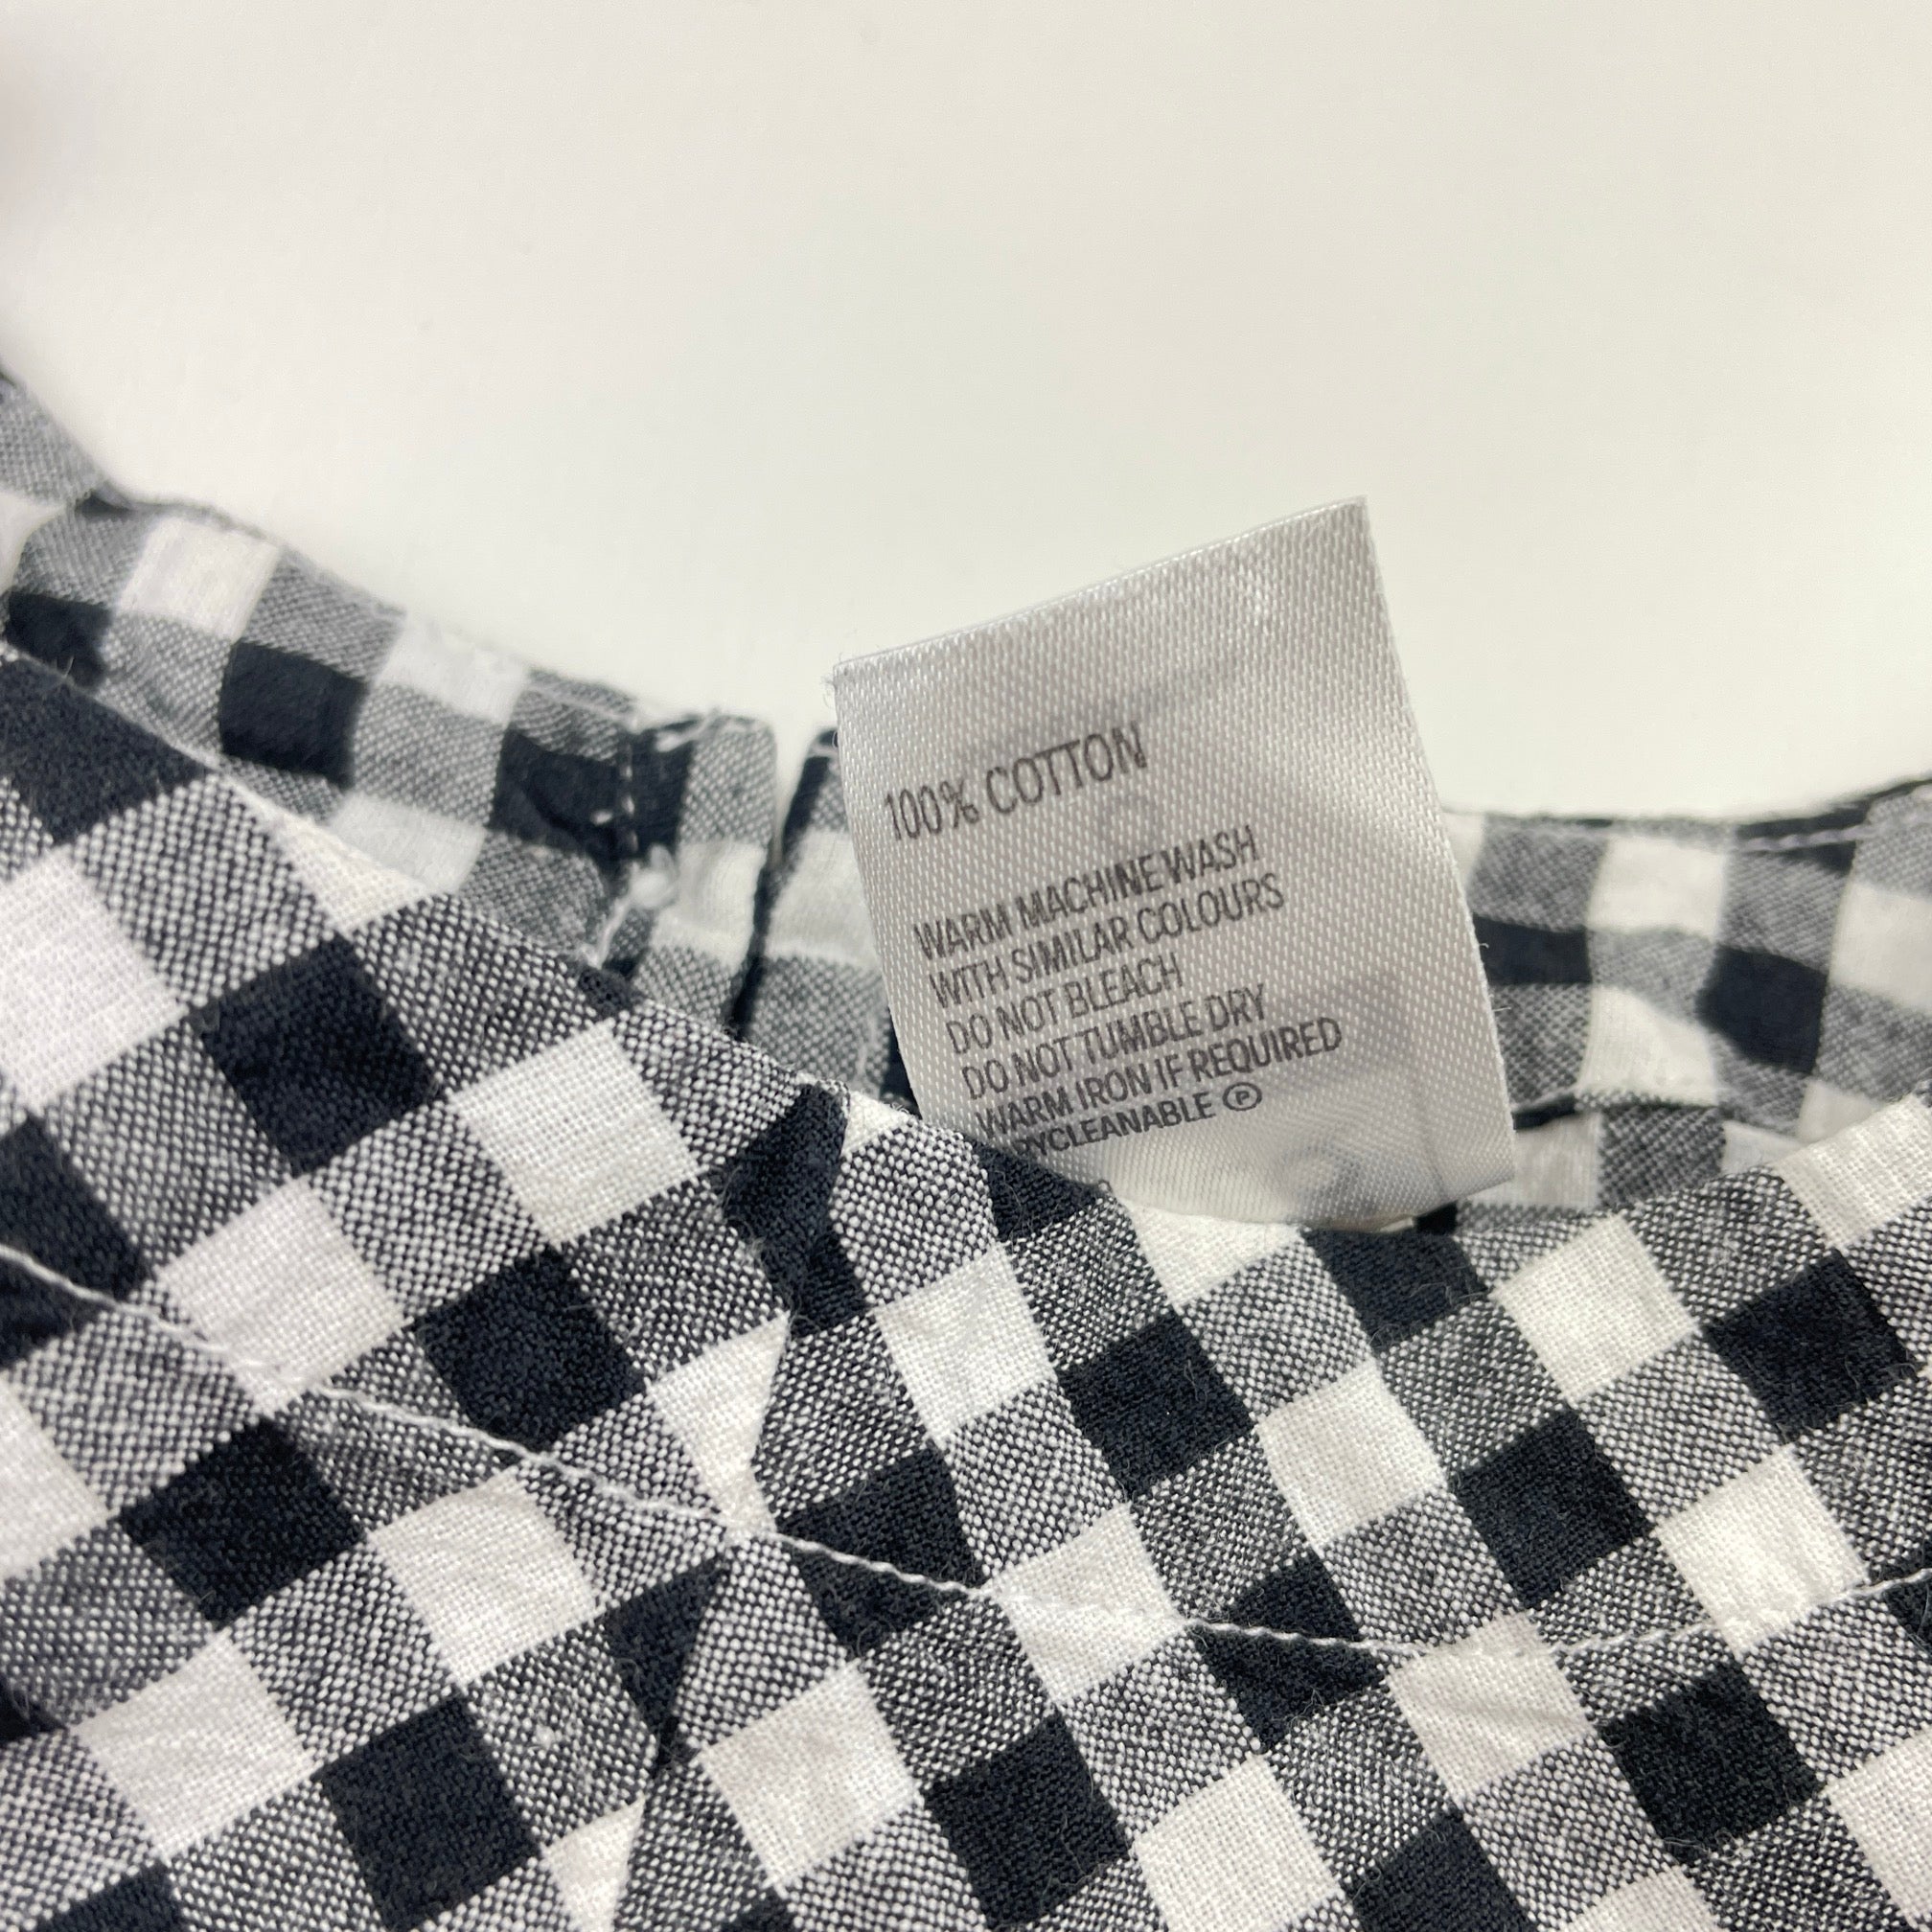 100% COTTON
WARM MACHINE WASH
WITH SIMILAR COLOURS
DO NOT BLEACH
DO NOT TUMBLE DRY
WARM IRON IF REQUIRED
YCLEANABLE Ⓟ